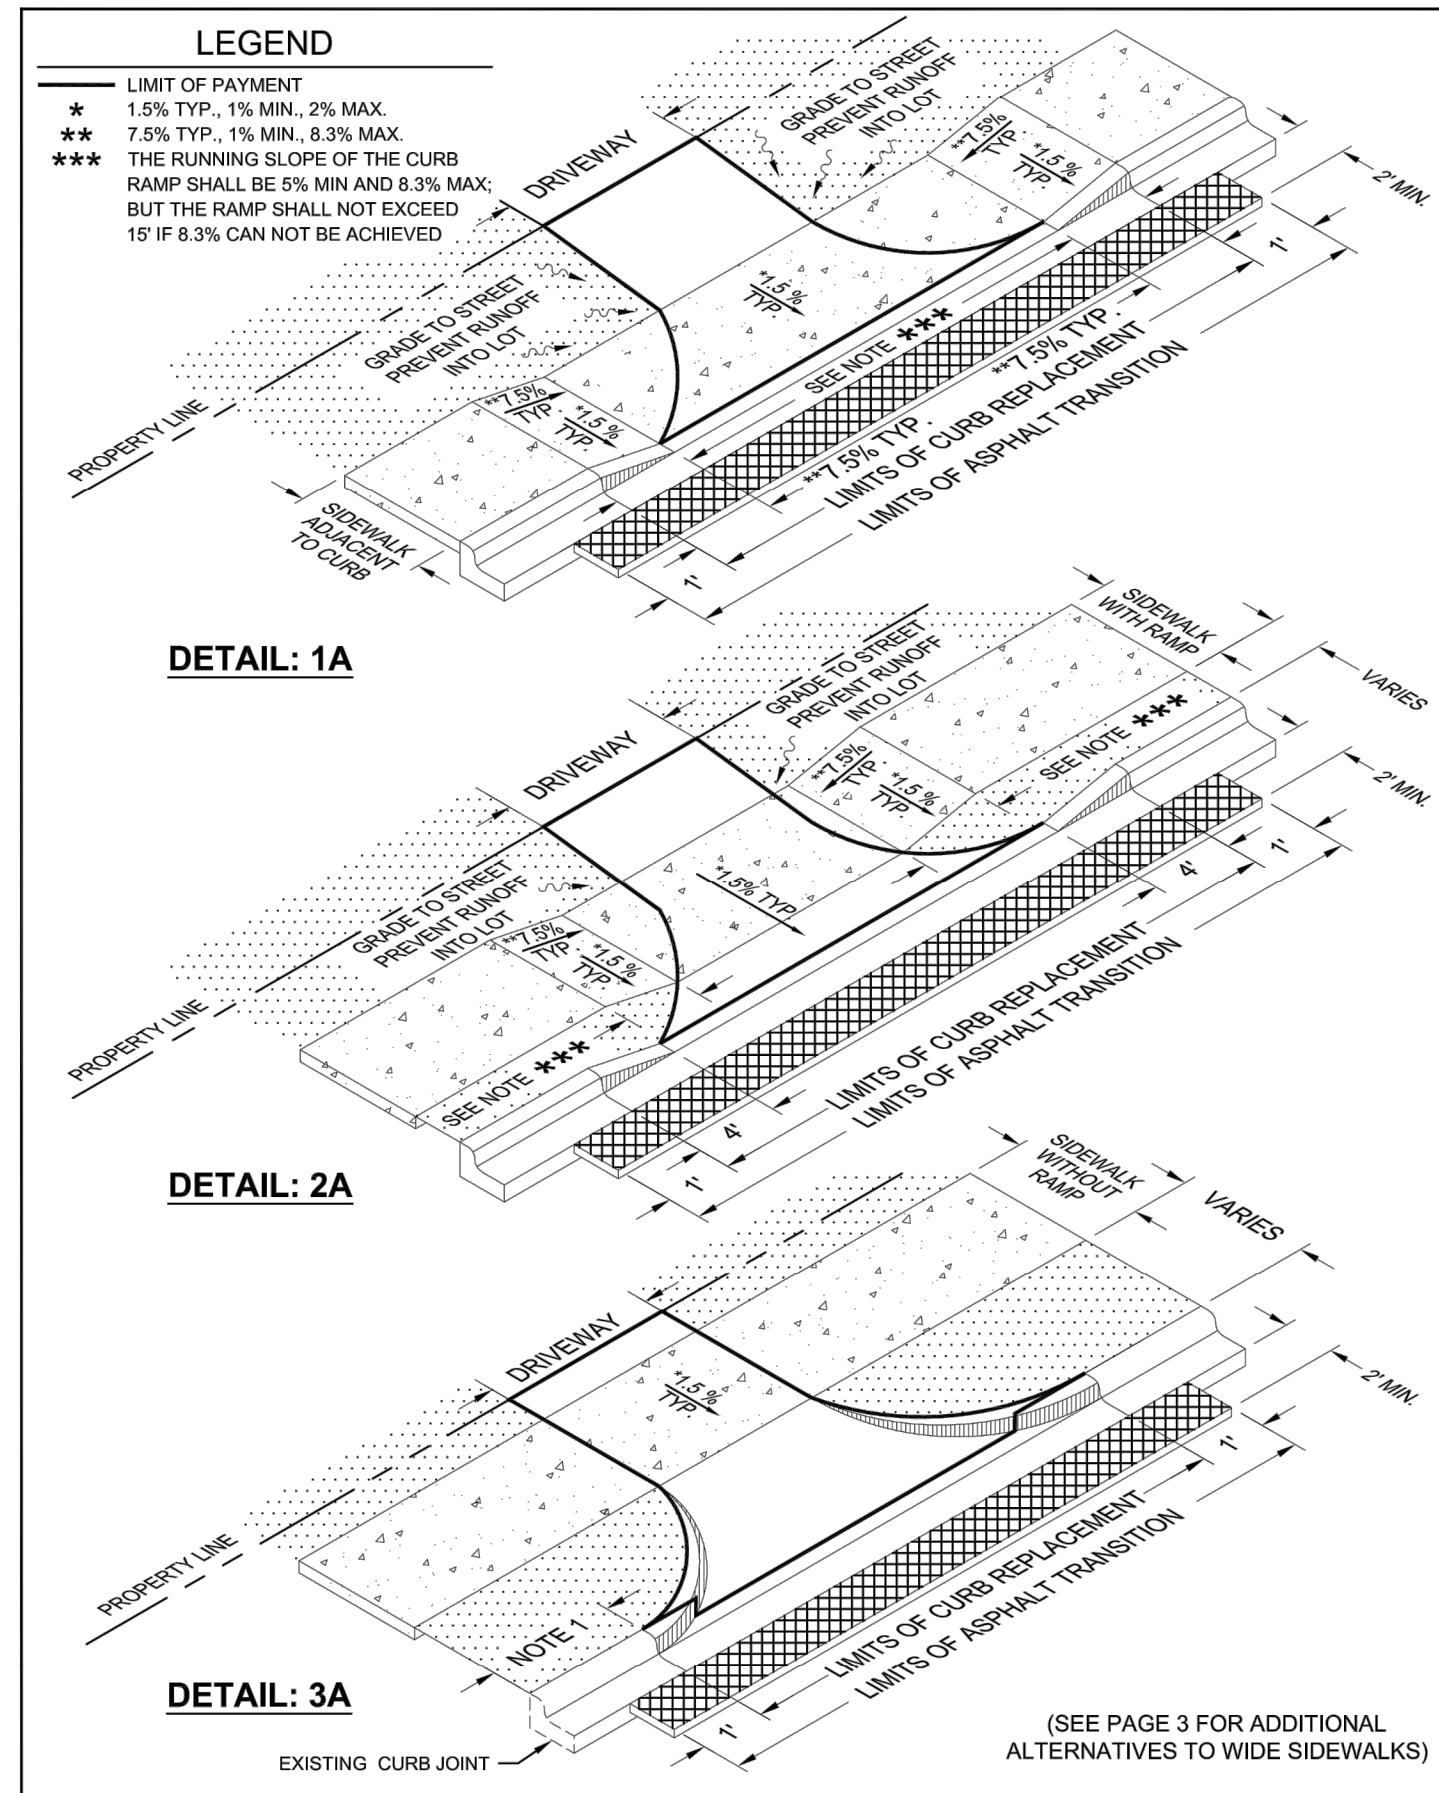 LEGEND
LIMIT OF PAYMENT
* 1.5% TYP., 1% MIN., 2% MAX.
** 7.5% TYP., 1% MIN., 8.3% MAX.
*** THE RUNNING SLOPE OF THE CURB
RAMP SHALL BE 5% MIN AND 8.3% MAX;
BUT THE RAMP SHALL NOT EXCEED
15' IF 8.3% CAN NOT BE ACHIEVED
DRIVEWAY
GRADE TO STREET
PREVENT RUNOFF
INTO LOT
**7.5%
TYP.
*1.5%
TYP.
2' MIN.
1'
*1.5%
TYP.
GRADE TO STREET
PREVENT RUNOFF
INTO LOT
SEE NOTE ***
**7.5% TYP.
**7.5%
TYP.
*1.5%
TYP.
PROPERTY LINE
**7.5% TYP.
LIMITS OF CURB REPLACEMENT
LIMITS OF ASPHALT TRANSITION
SIDEWALK
ADJACENT
TO CURB
1'
DETAIL: 1A
SIDEWALK
WITH RAMP
VARIES
DRIVEWAY
GRADE TO STREET
PREVENT RUNOFF
INTO LOT
SEE NOTE ***
**7.5%
TYP.
*1.5%
TYP.
2' MIN.
1'
4'
*1.5% TYP.
GRADE TO STREET
PREVENT RUNOFF
INTO LOT
**7.5%
TYP.
*1.5%
TYP.
PROPERTY LINE
SEE NOTE ***
LIMITS OF CURB REPLACEMENT
LIMITS OF ASPHALT TRANSITION
4'
1'
DETAIL: 2A
SIDEWALK
WITHOUT
RAMP
VARIES
DRIVEWAY
*1.5%
TYP.
2' MIN.
1'
PROPERTY LINE
NOTE 1
LIMITS OF CURB REPLACEMENT
LIMITS OF ASPHALT TRANSITION
1'
DETAIL: 3A
EXISTING CURB JOINT
(SEE PAGE 3 FOR ADDITIONAL
ALTERNATIVES TO WIDE SIDEWALKS)